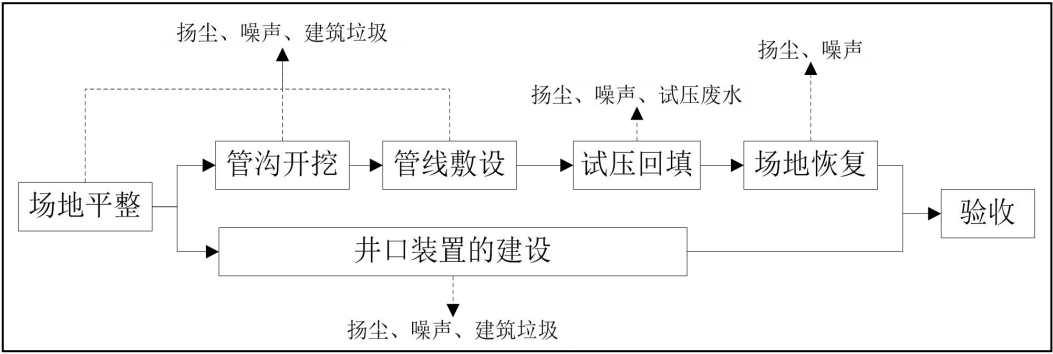 扬尘、噪声、建筑垃圾
扬尘、噪声
扬尘、噪声、试压废水
管沟开挖
管线敷设
试压回填
场地恢复
场地平整
验收
井口装置的建设
扬尘、噪声、建筑垃圾